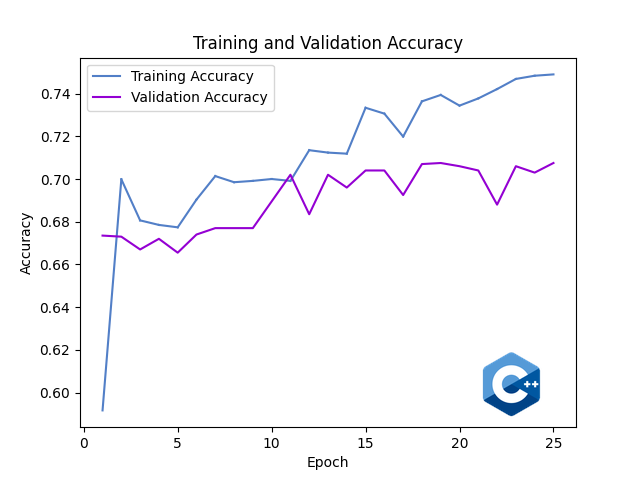 Training and Validation Accuracy
Training Accuracy
Validation Accuracy
Accuracy
0.74
0.72
0.70
0.68
0.66
0.64
0.62
0.60
C++
0
5
10
15
20
25
Epoch